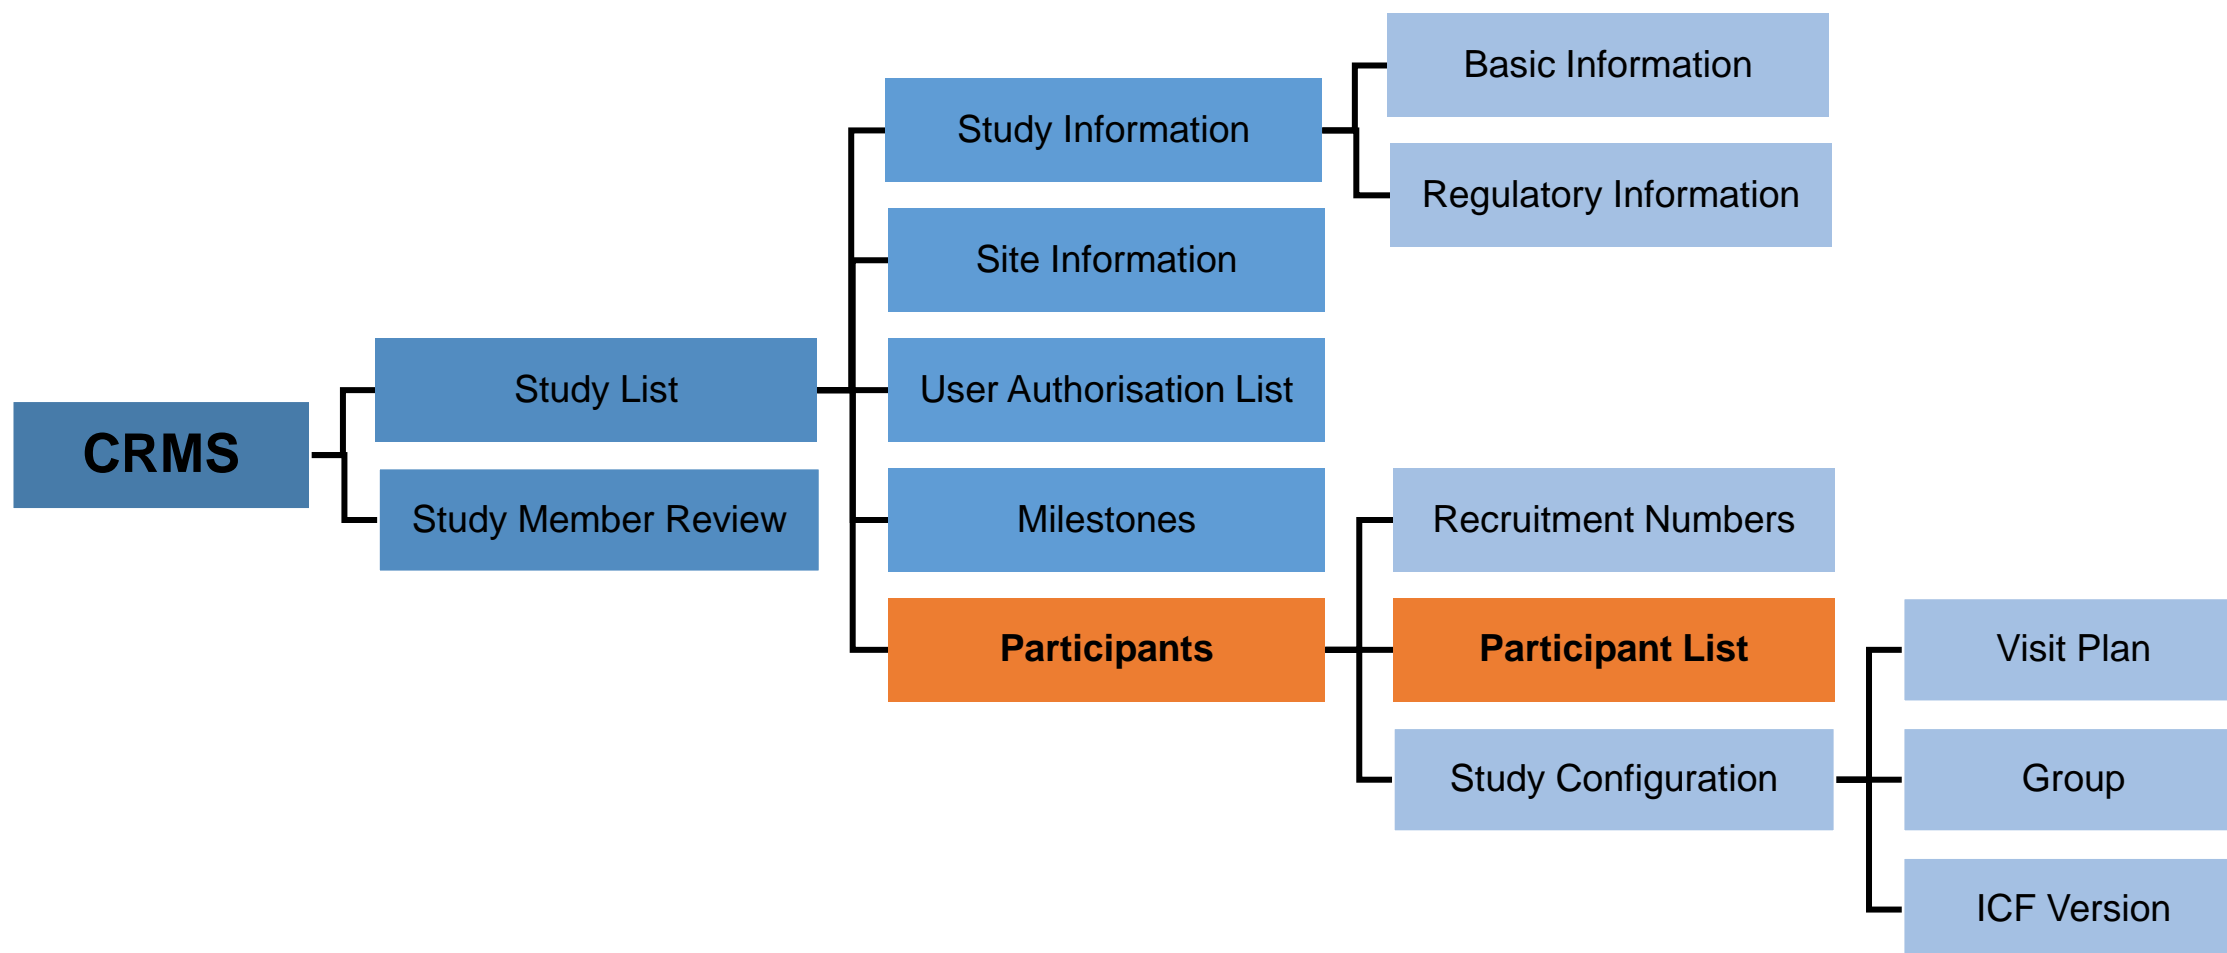 CRMS
Study List
Study Member Review
Study Information
Site Information
User Authorisation List
Milestones
Participants
Basic Information
Regulatory Information
Recruitment Numbers
Participant List
Study Configuration
Visit Plan
Group
ICF Version